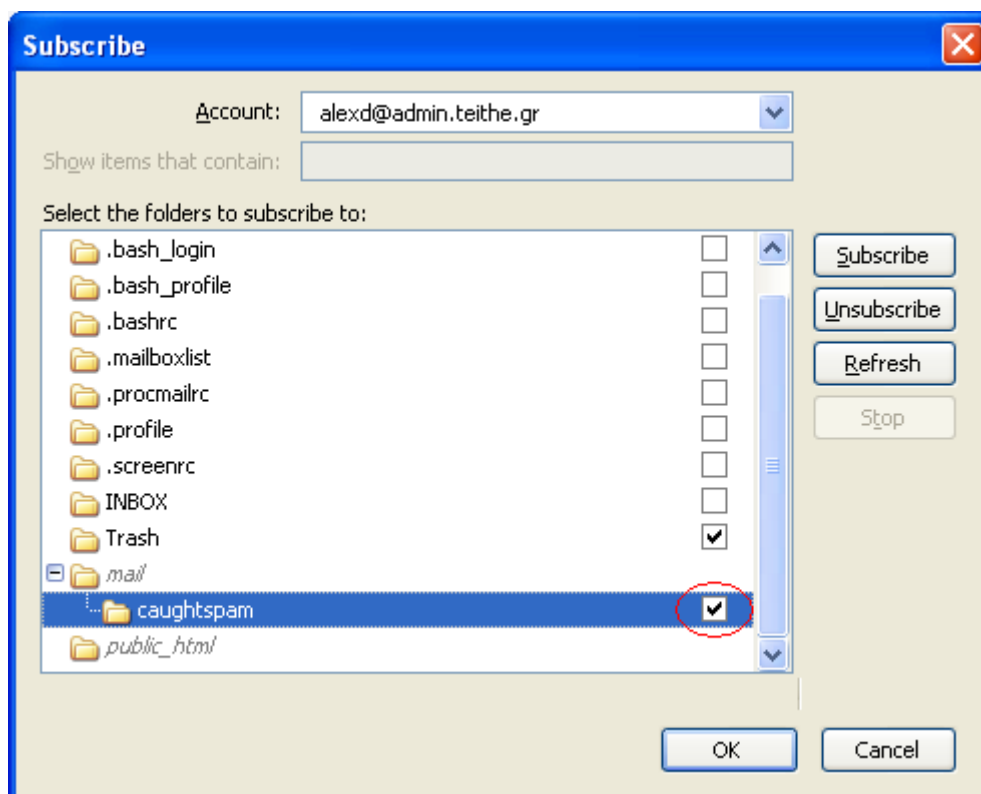 Subscribe
Account: alexd@admin.teithe.gr
Show items that contain:
Select the folders to subscribe to:
.bash_login
.bash_profile
.bashrc
.mailboxlist
.procmailrc
.profile
.screenrc
INBOX
Trash
mail
caughtspam
public_html
Subscribe
Unsubscribe
Refresh
Stop
OK Cancel